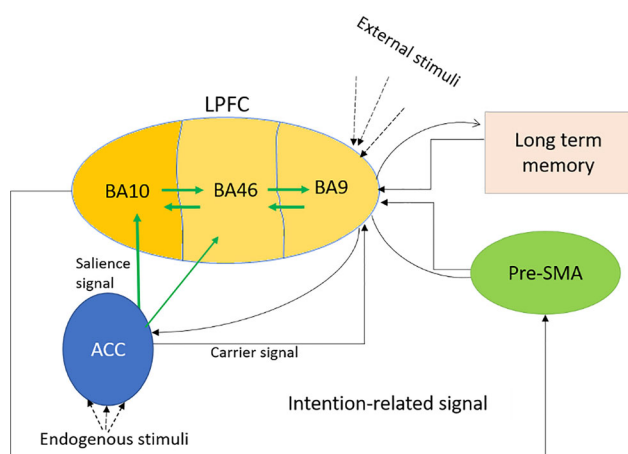 External stimuli
LPFC
Long term
memory
BA10
BA46
BA9
Salience
signal
Pre-SMA
ACC
Carrier signal
Intention-related signal
Endogenous stimuli